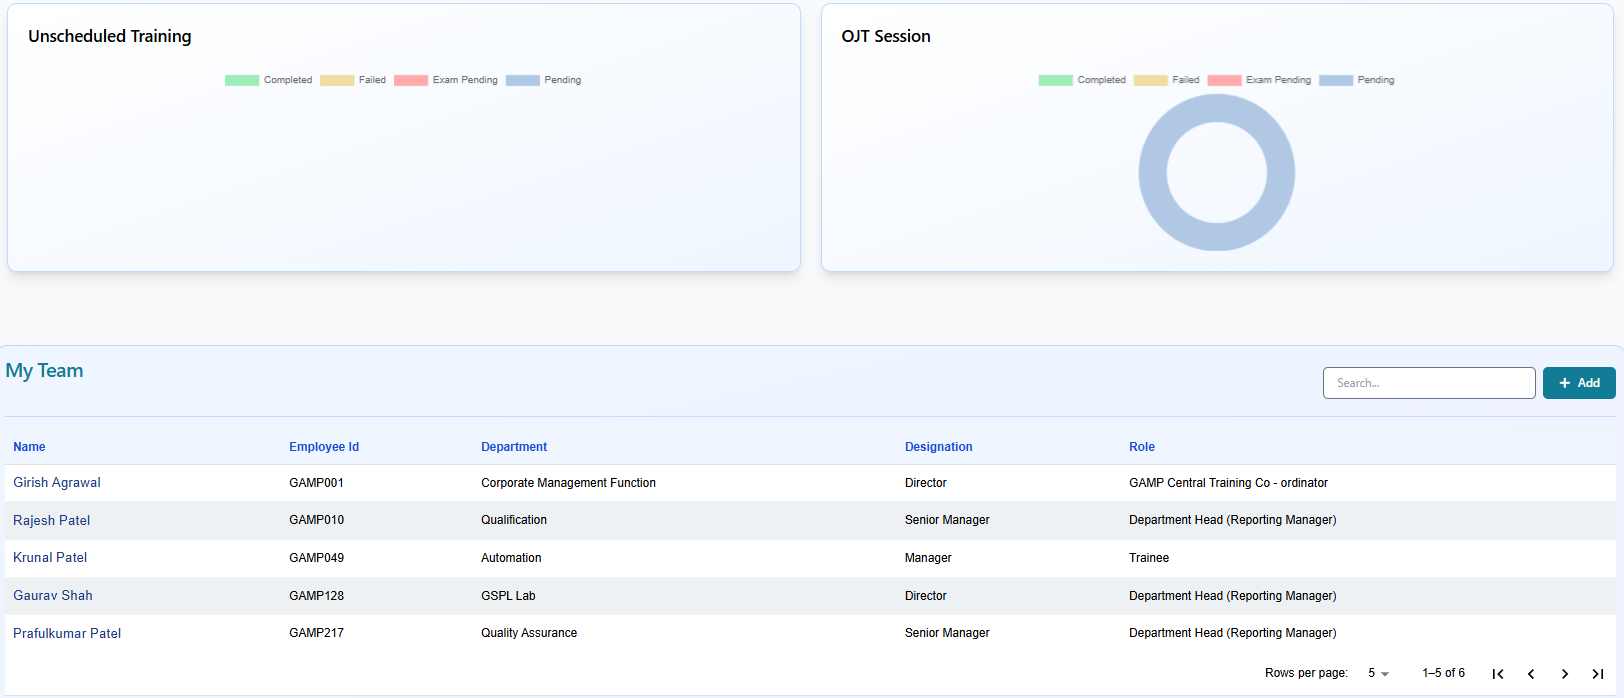 Unscheduled Training
Completed Failed Exam Pending Pending
OJT Session
Completed Failed Exam Pending Pending
My Team
Search...
+ Add
Name Employee Id Department Designation Role
Girish Agrawal GAMP001 Corporate Management Function Director GAMP Central Training Co - ordinator
Rajesh Patel GAMP010 Qualification Senior Manager Department Head (Reporting Manager)
Krunal Patel GAMP049 Automation Manager Trainee
Gaurav Shah GAMP128 GSPL Lab Director Department Head (Reporting Manager)
Prafulkumar Patel GAMP217 Quality Assurance Senior Manager Department Head (Reporting Manager)
Rows per page: 5 1–5 of 6